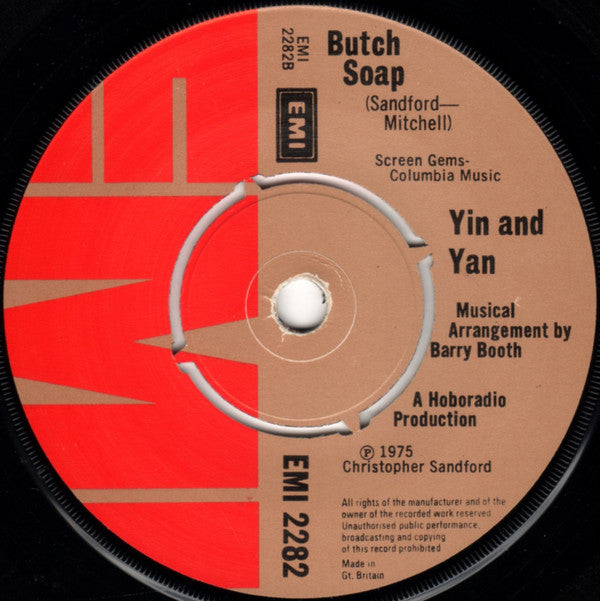 Butch
Soap
(Sandford—
Mitchell)
EMI
2282B
EMI
Screen Gems-
Columbia Music
Yin and
Yan
Musical
Arrangement by
Barry Booth
A Hoboradio
Production
℗ 1975
Christopher Sandford
EMI 2282
All rights of the manufacturer and of the
owner of the recorded work reserved.
Unauthorised public performance,
broadcasting and copying
of this record prohibited
Made in
Gt. Britain
EMI